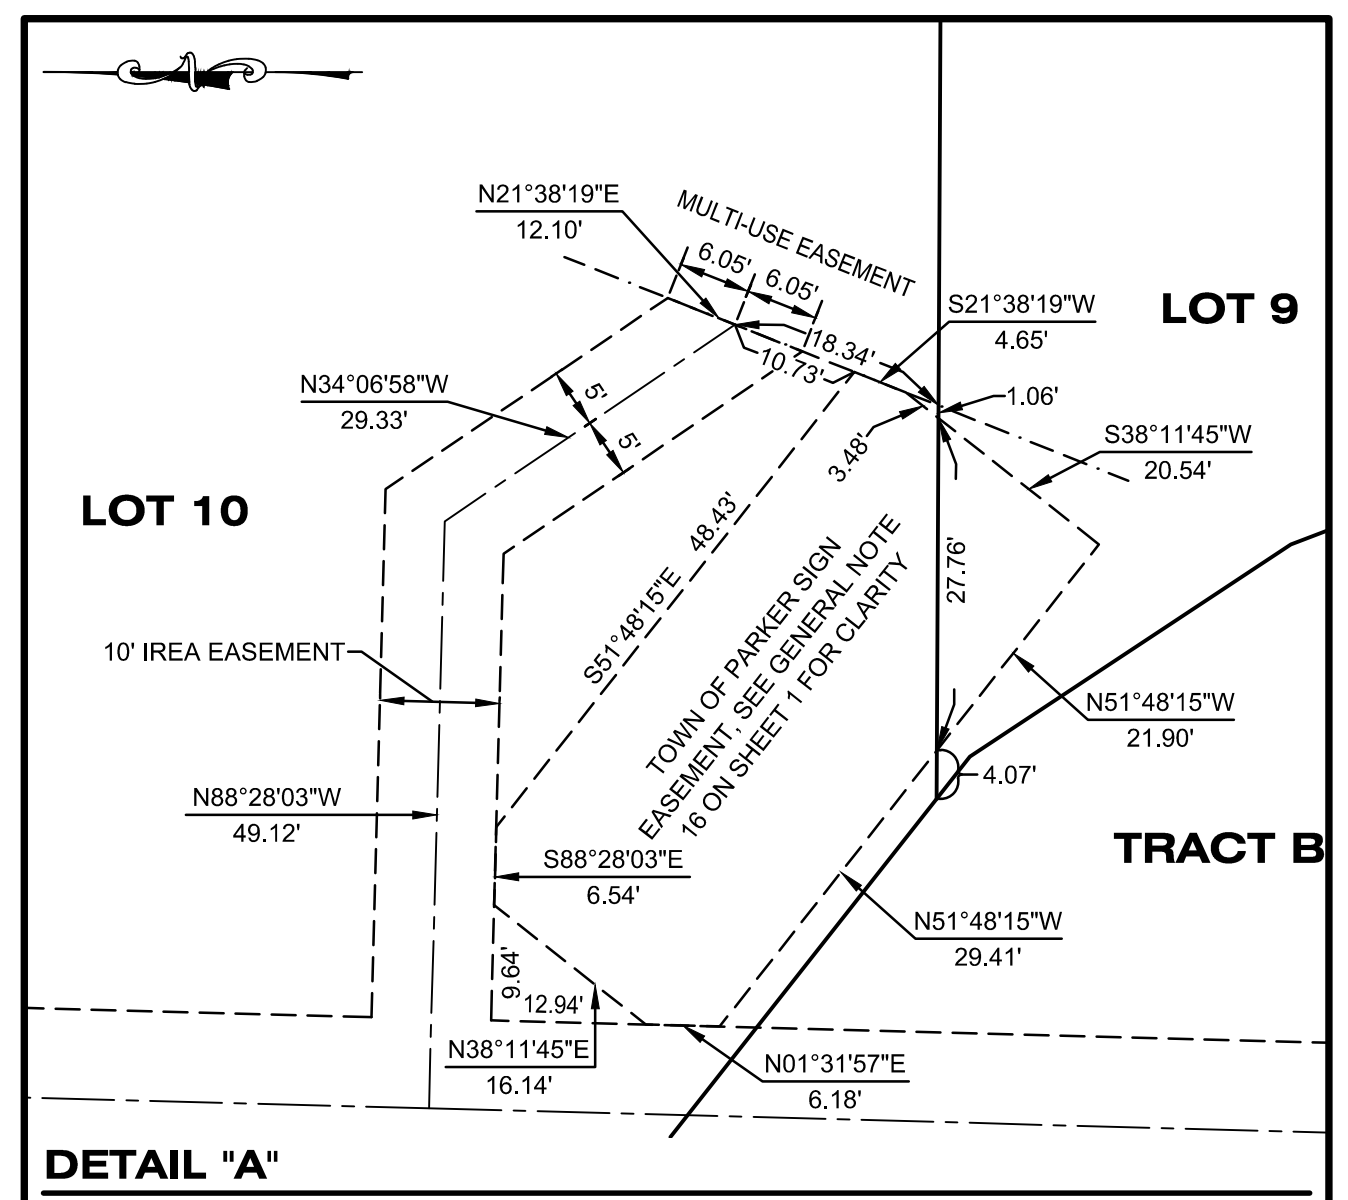 N21°38'19"E
12.10'
MULTI-USE EASEMENT
6.05'
6.05'
LOT 9
S21°38'19"W
4.65'
18.34'
10.73'
N34°06'58"W
29.33'
5'
5'
1.06'
3.48'
S38°11'45"W
20.54'
LOT 10
S51°48'15"E 48.43'
27.76'
TOWN OF PARKER SIGN
EASEMENT, SEE GENERAL NOTE
16 ON SHEET 1 FOR CLARITY
10' IREA EASEMENT
N51°48'15"W
21.90'
4.07'
N88°28'03"W
49.12'
TRACT B
S88°28'03"E
6.54'
N51°48'15"W
29.41'
9.64'
12.94'
N38°11'45"E
16.14'
N01°31'57"E
6.18'
DETAIL "A"